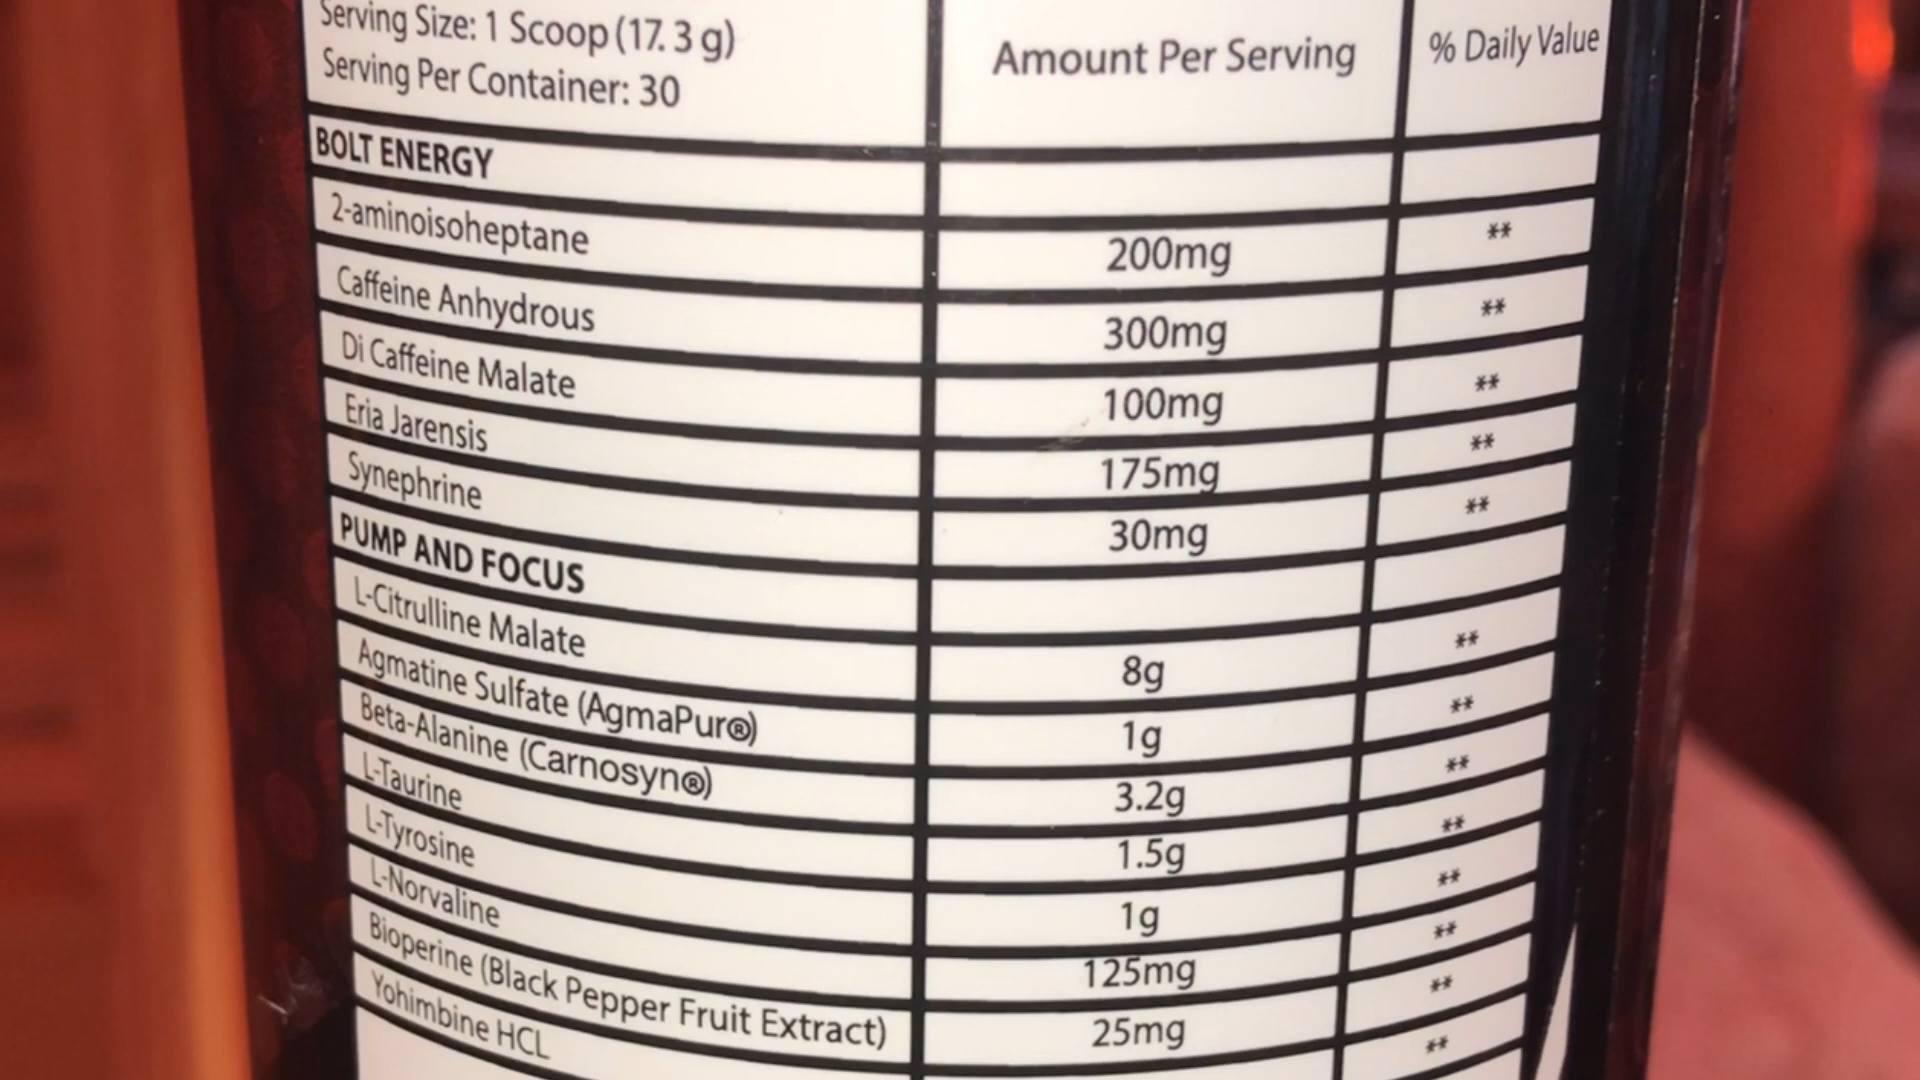 Serving Size: 1 Scoop (17.3 g)
Serving Per Container: 30
Amount Per Serving
% Daily Value
BOLT ENERGY
2-aminoisoheptane 200mg **
Caffeine Anhydrous 300mg **
Di Caffeine Malate 100mg **
Eria Jarensis 175mg **
Synephrine 30mg **
PUMP AND FOCUS
L-Citrulline Malate 8g **
Agmatine Sulfate (AgmaPur®) 1g **
Beta-Alanine (Carnosyn®) 3.2g **
L-Taurine 1.5g **
L-Tyrosine 1g **
L-Norvaline 125mg **
Bioperine (Black Pepper Fruit Extract) 25mg **
Yohimbine HCL **